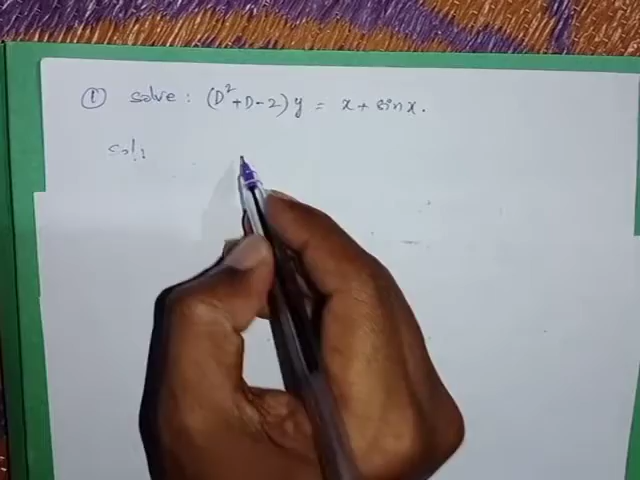 ① solve : (D² + D - 2) y = x + sin x .
Sol: